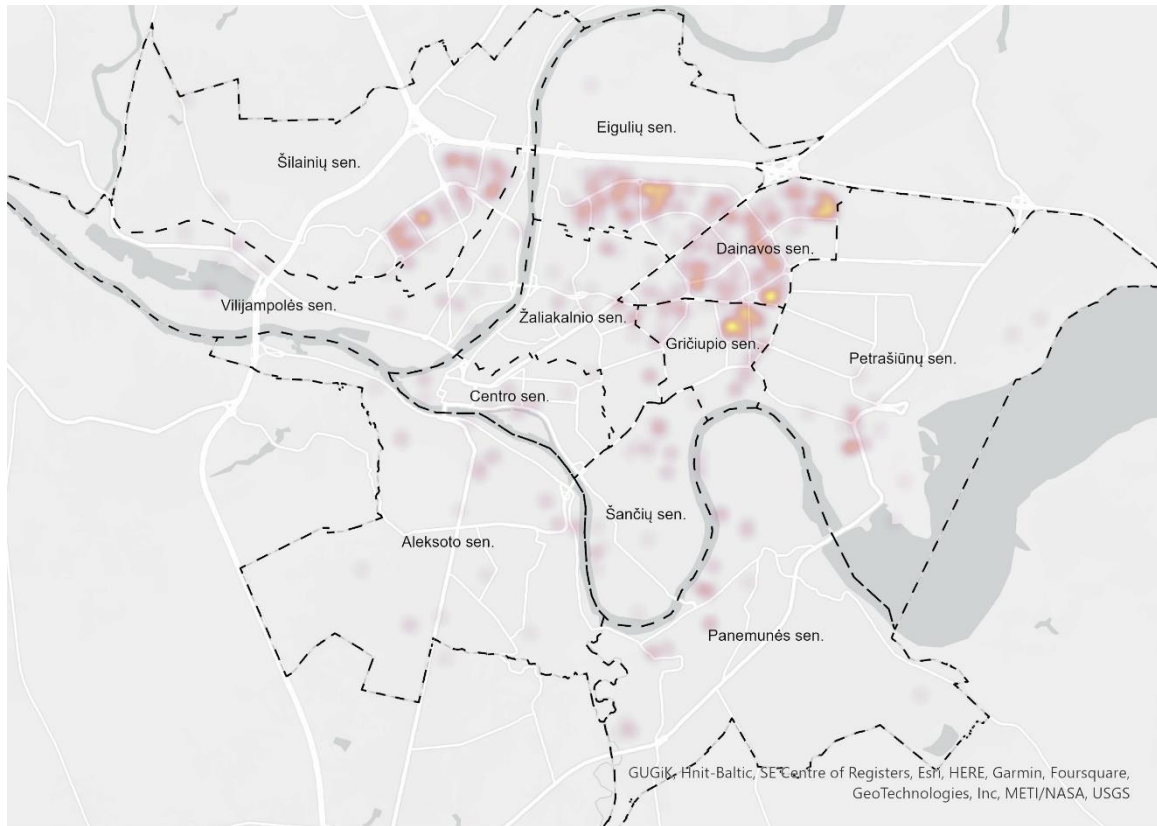 Eigulių sen.
Šilainių sen.
Dainavos sen.
Vilijampolės sen.
Žaliakalnio sen.
Gričiupio sen.
Petrašiūnų sen.
Centro sen.
Šančių sen.
Aleksoto sen.
Panemunės sen.
GUGiK, Hnit-Baltic, SE Centre of Registers, Esri, HERE, Garmin, Foursquare,
GeoTechnologies, Inc, METI/NASA, USGS